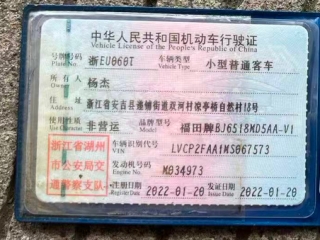 中华人民共和国机动车行驶证
Vehicle License of the People's Republic of China
号牌号码 浙EU060T 车辆类型 小型普通客车
Plate No. Vehicle Type
所有人 杨杰
Owner
住址 浙江省安吉县递铺街道双河村凉亭桥自然村18号
Address
使用性质 非营运 品牌型号 福田牌BJ6518MD5AA-V1
Use Character Model
浙江省湖州市公安局交通警察支队
车辆识别代号 LVCP2FAA1MS067573
VIN
发动机号码 M034973
Engine No.
注册日期 2022-01-20 发证日期 2022-01-20
Register Date Issue Date